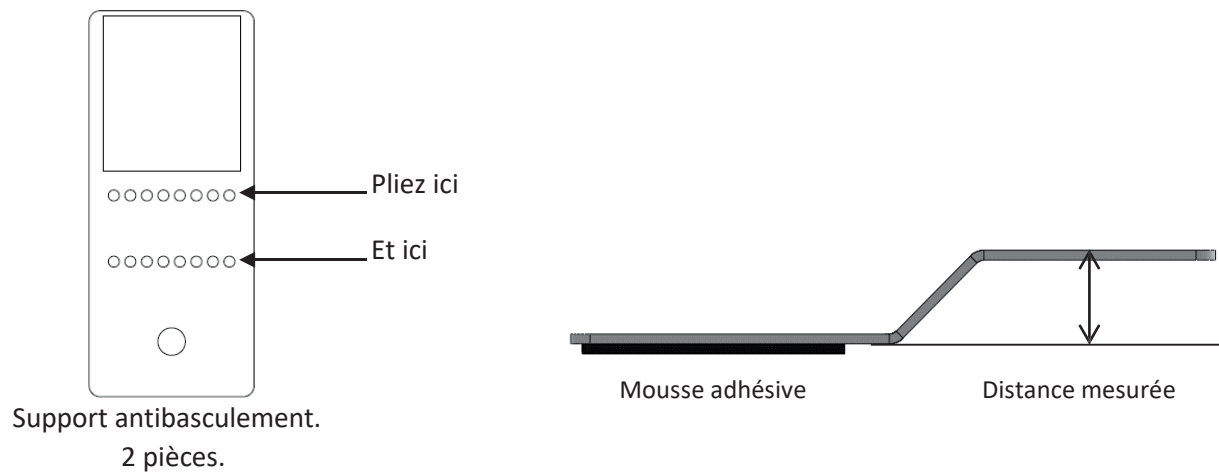 Pliez ici
Et ici
Support antibasculement.
2 pièces.
Mousse adhésive
Distance mesurée